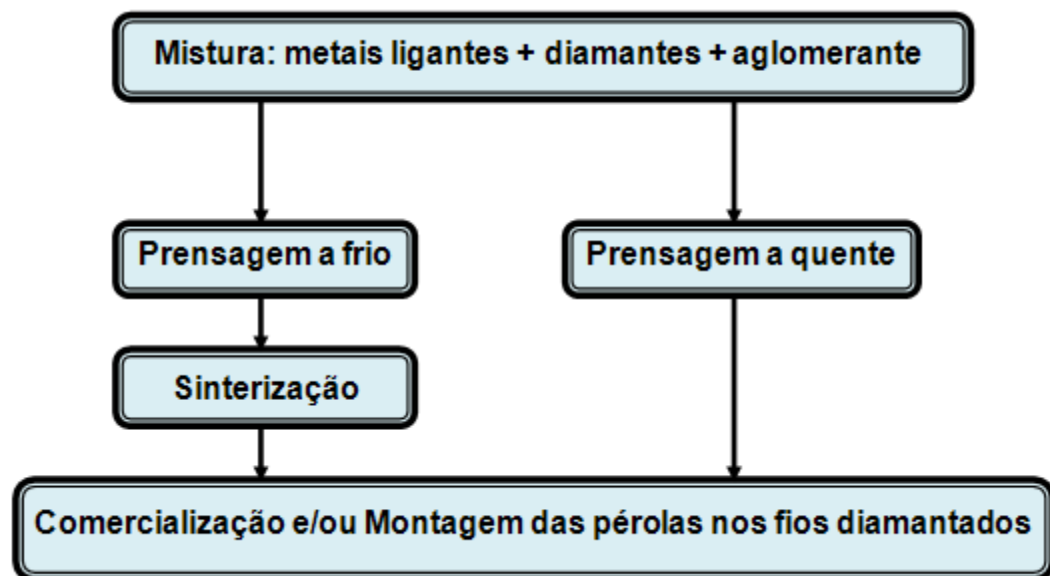 Mistura: metais ligantes + diamantes + aglomerante
Prensagem a frio
Prensagem a quente
Sinterização
Comercialização e/ou Montagem das pérolas nos fios diamantados